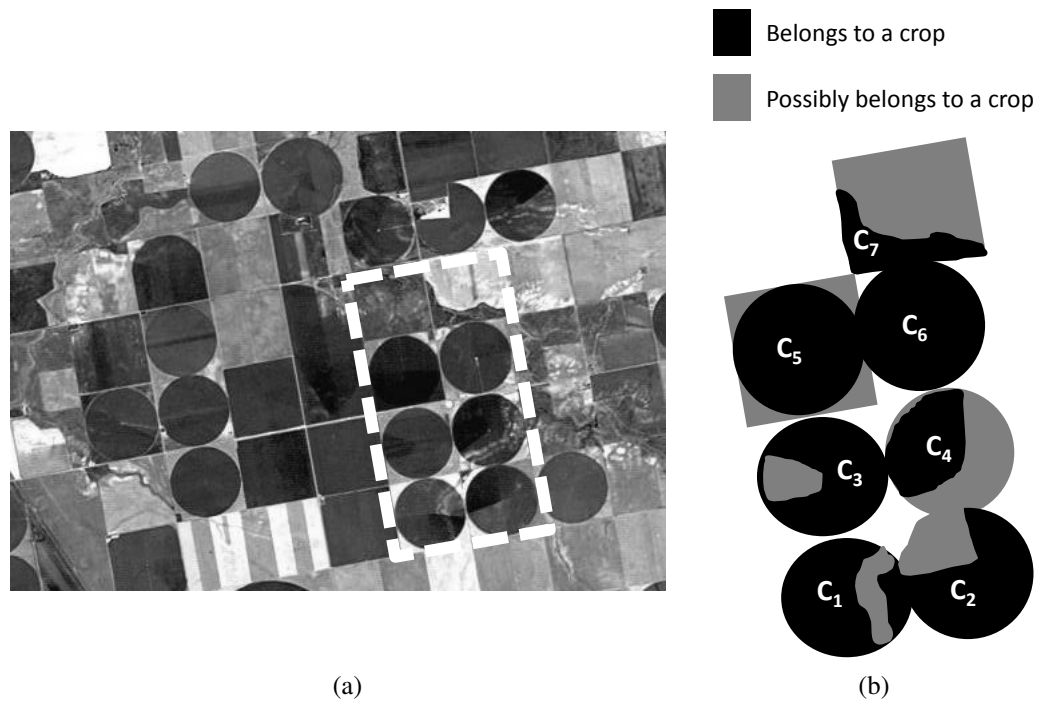 Belongs to a crop
Possibly belongs to a crop
C7
C6
C5
C4
C3
C1
C2
(a)
(b)